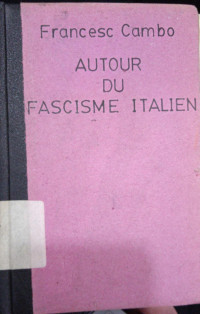 Francesc Cambo
AUTOUR
DU
FASCISME ITALIEN